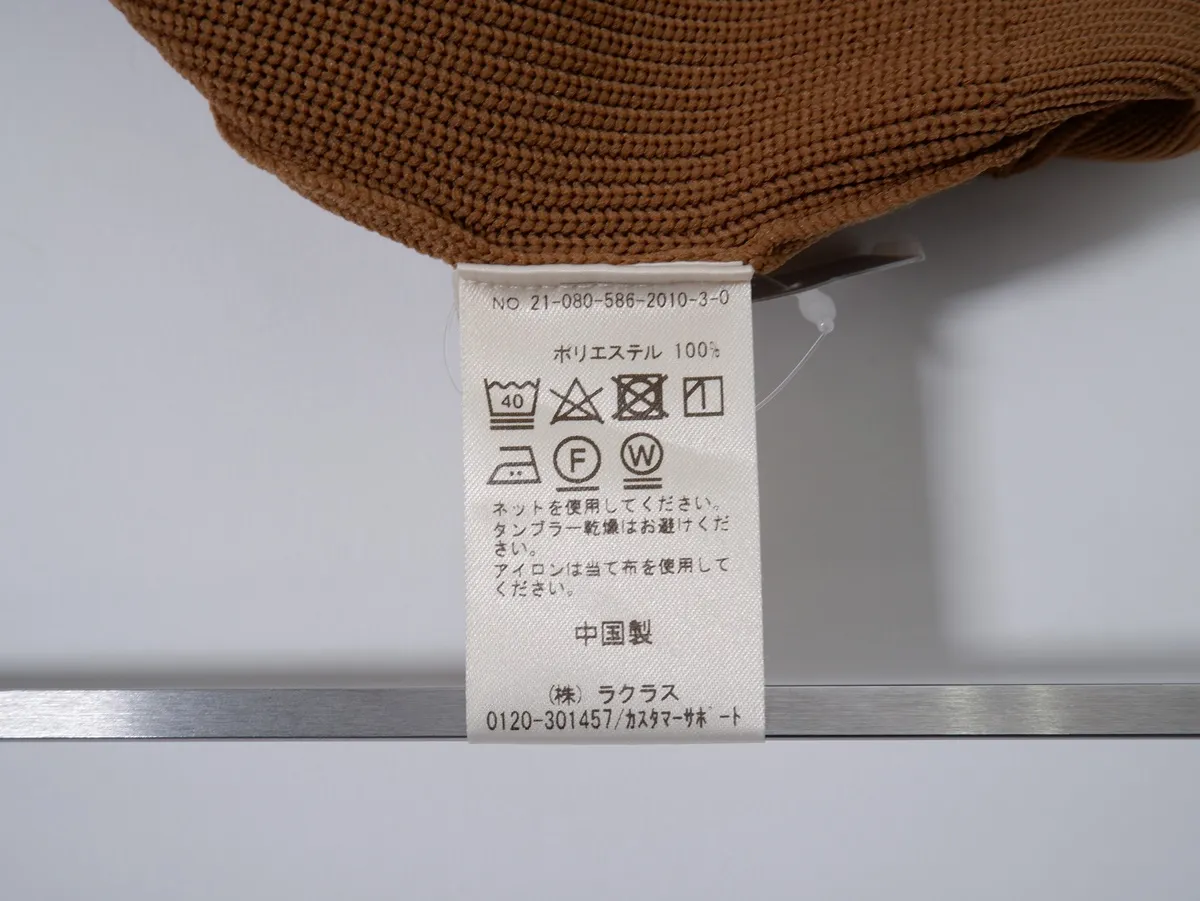 NO 21-080-586-2010-3-0
ポリエステル 100%
40
F W
ネットを使用してください。
タンブラー乾燥はお避けくだ
さい。
アイロンは当て布を使用して
ください。
中国製
(株) ラクラス
0120-301457/カスタマーサポート